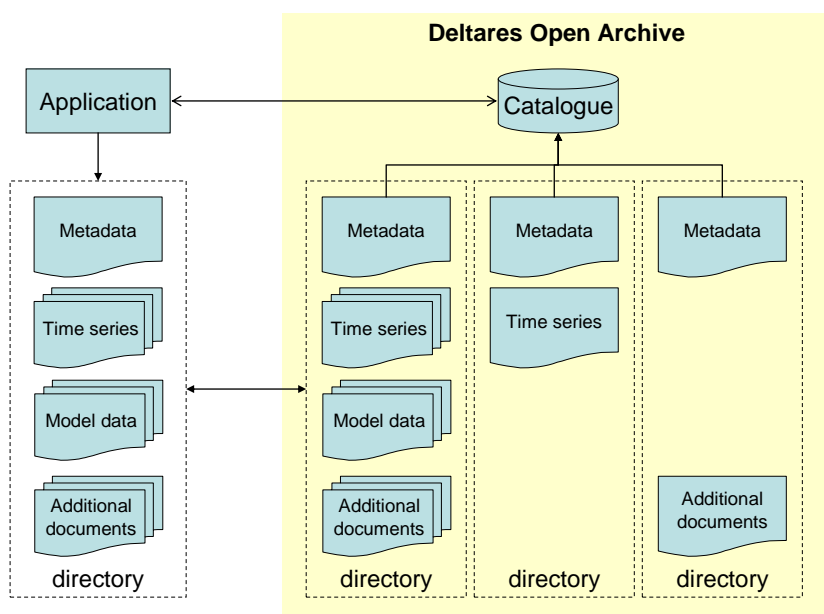 Deltares Open Archive
Application
Catalogue
Metadata
Metadata
Metadata
Metadata
Time series
Time series
Time series
Model data
Model data
Additional
documents
Additional
documents
Additional
documents
directory
directory
directory
directory